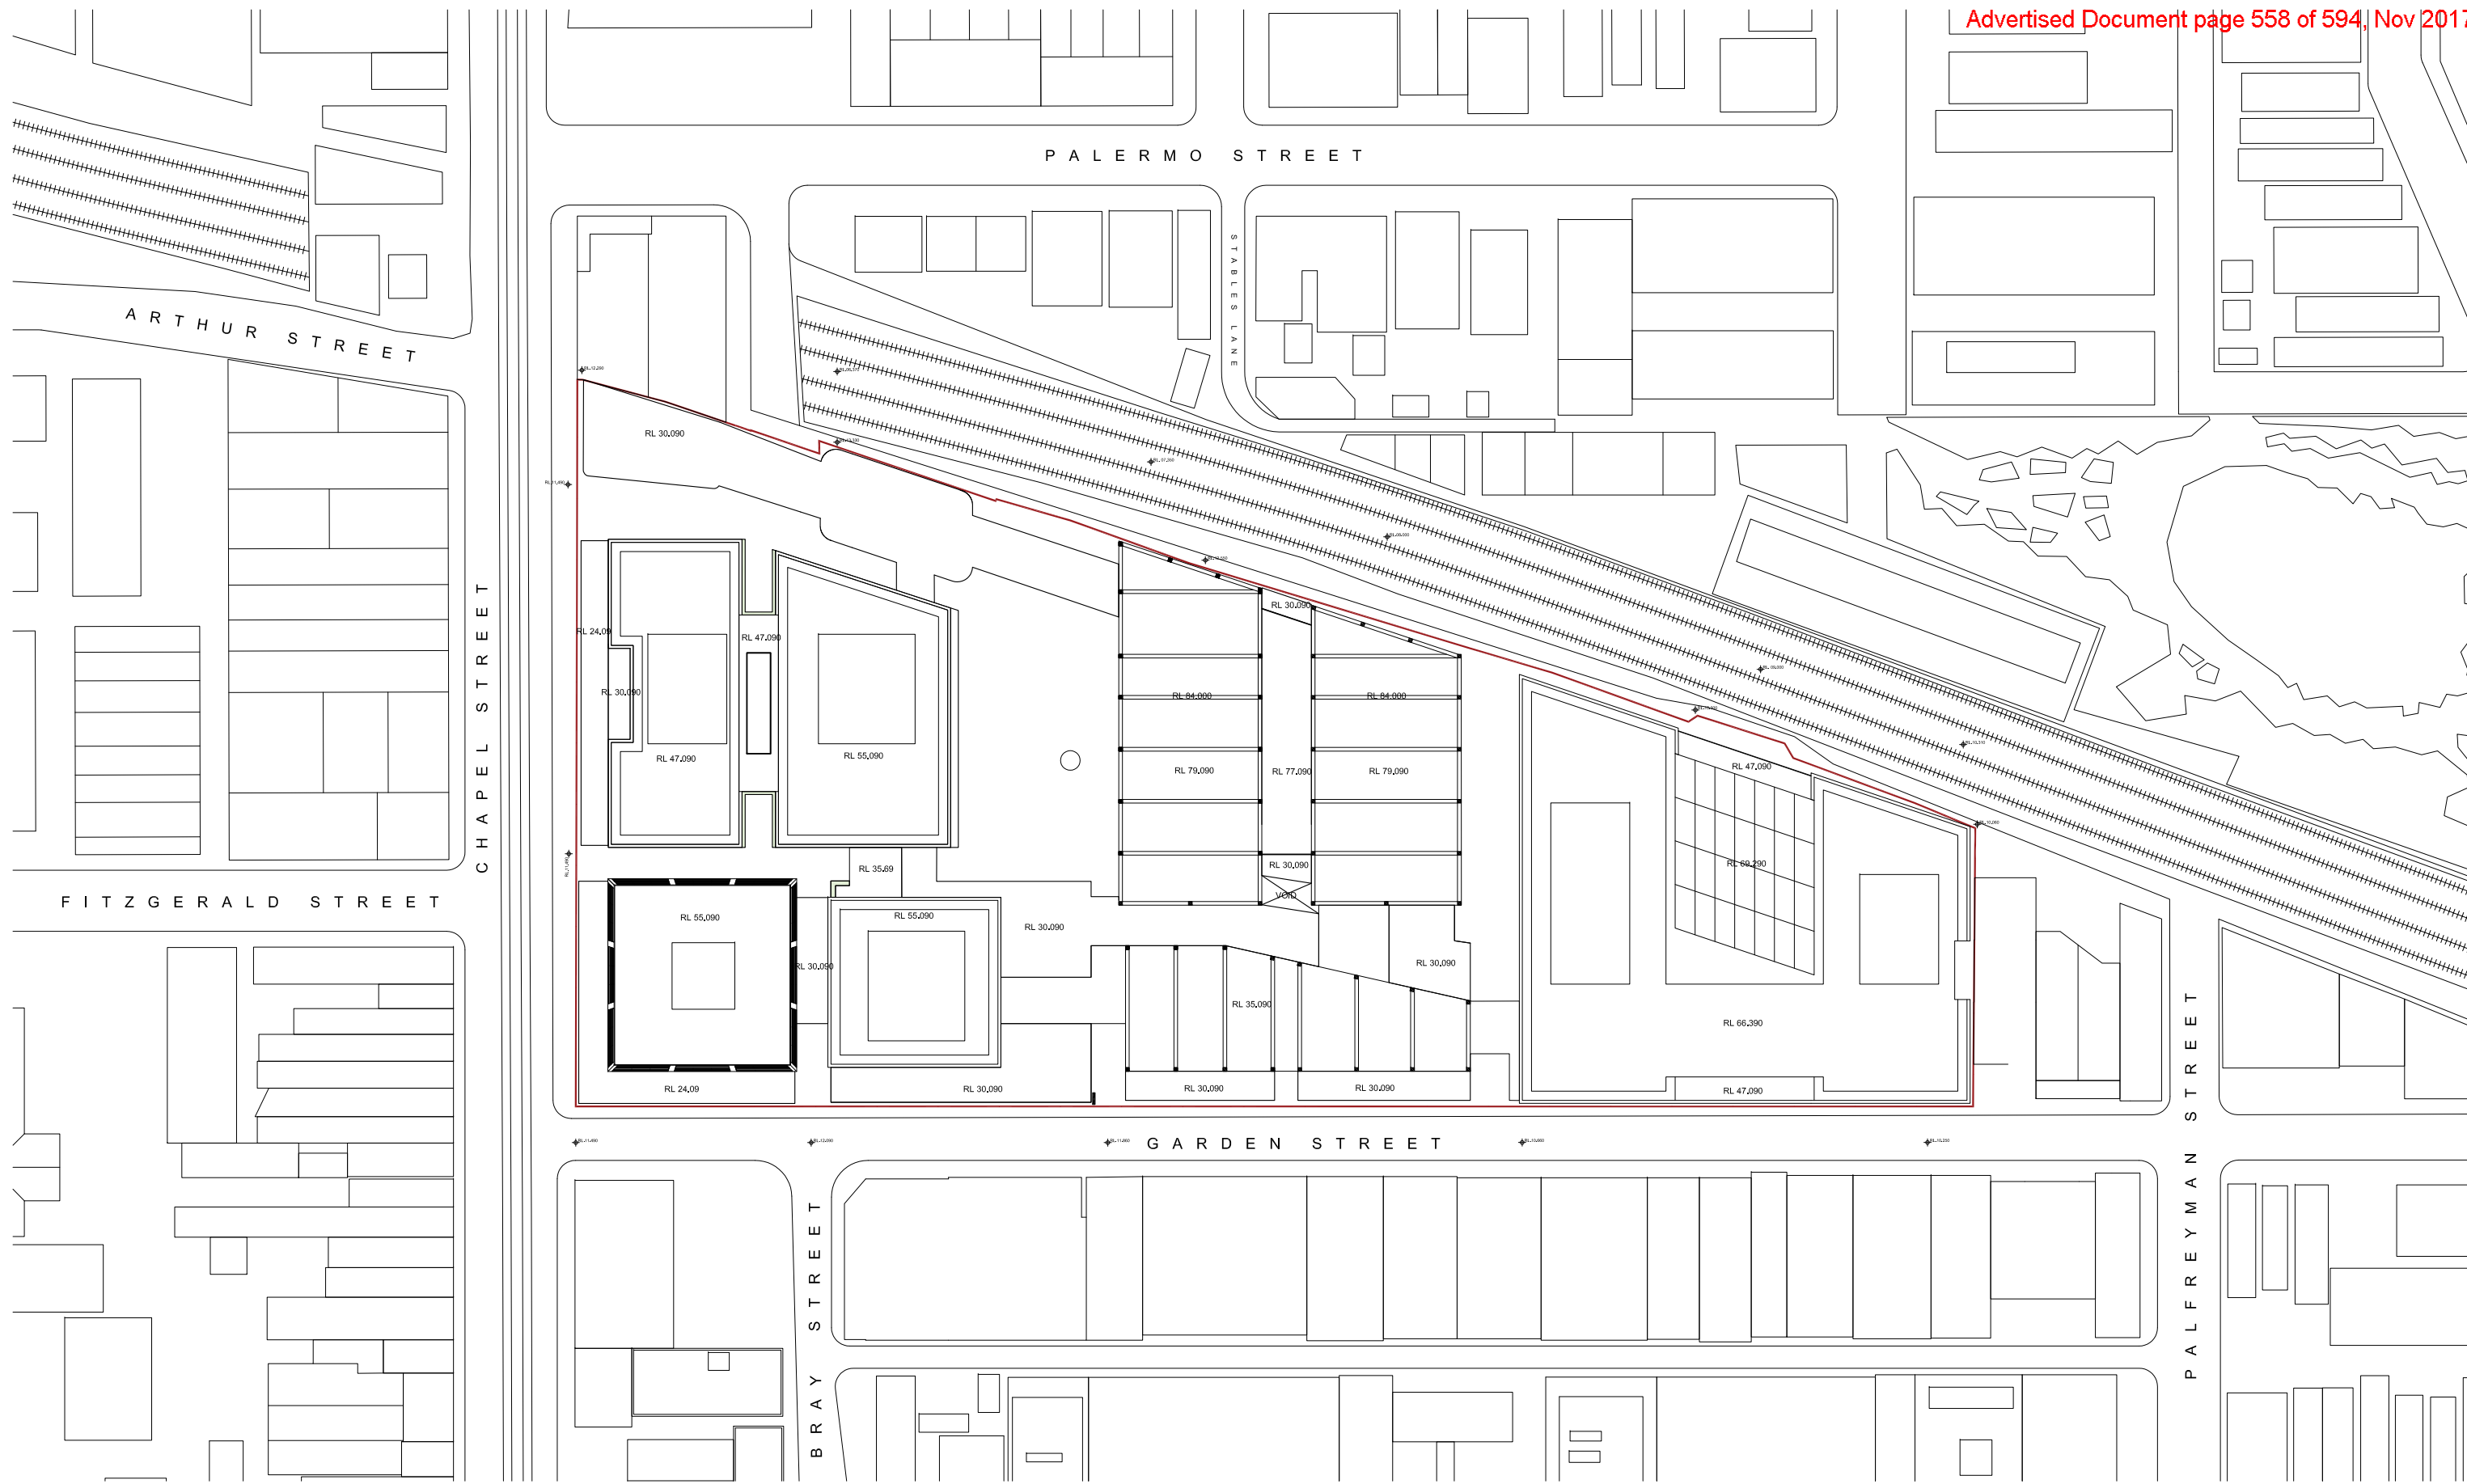 Advertised Document page 558 of 594, Nov 2017
PALERMO STREET
STABLES LANE
ARTHUR STREET
CHAPEL STREET
FITZGERALD STREET
RL 30.090
RL 24.09
RL 30.090
RL 47.090
RL 47.090
RL 55.090
RL 35.69
RL 55.090
RL 30.090
RL 55.090
RL 24.09
RL 30.090
RL 30.090
RL 30.090
RL 84.000
RL 84.000
RL 79.090
RL 77.090
RL 79.090
RL 30.090
VOID
RL 30.090
RL 35.090
RL 30.090
RL 30.090
RL 47.090
RL 69.290
RL 66.390
RL 47.090
GARDEN STREET
BRAY STREET
PALFREYMAN STREET